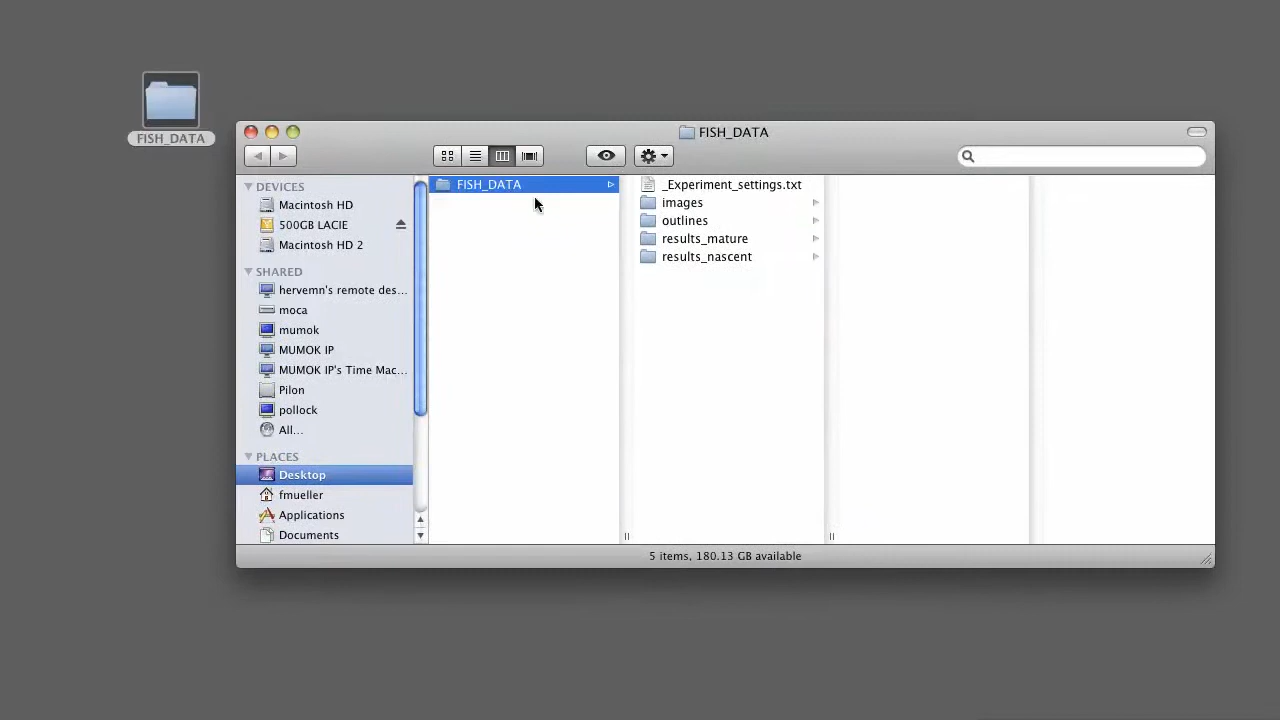 FISH_DATA
FISH_DATA
DEVICES
Macintosh HD
500GB LACIE
Macintosh HD 2
SHARED
hervemn's remote des...
moca
mumok
MUMOK IP
MUMOK IP's Time Mac...
Pilon
pollock
All...
PLACES
Desktop
fmueller
Applications
Documents
FISH_DATA
_Experiment_settings.txt
images
outlines
results_mature
results_nascent
5 items, 180.13 GB available